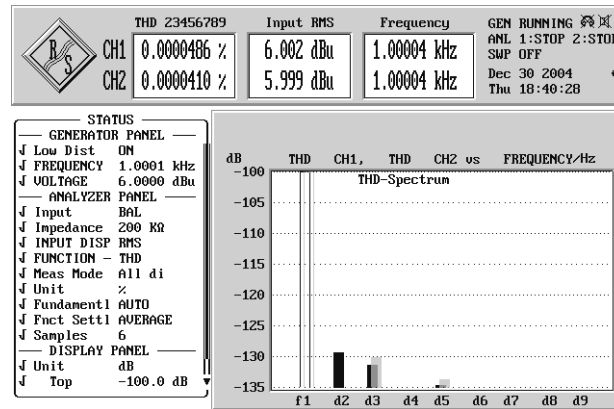 THD 23456789 Input RMS Frequency
R S CH1 0.0000486 % 6.002 dBu 1.00004 kHz
CH2 0.0000410 % 5.999 dBu 1.00004 kHz
GEN RUNNING
ANL 1:STOP 2:STO
SWP OFF
Dec 30 2004
Thu 18:40:28
STATUS
GENERATOR PANEL
Low Dist ON
FREQUENCY 1.0001 kHz
VOLTAGE 6.0000 dBu
ANALYZER PANEL
Input BAL
Impedance 200 KΩ
INPUT DISP RMS
FUNCTION - THD
Meas Mode All di
Unit %
Fundamentl AUTO
Fnct Settl AVERAGE
Samples 6
DISPLAY PANEL
Unit dB
Top -100.0 dB
dB THD CH1, THD CH2 vs FREQUENCY/Hz
THD-Spectrum
-100
-105
-110
-115
-120
-125
-130
-135
f1 d2 d3 d4 d5 d6 d7 d8 d9